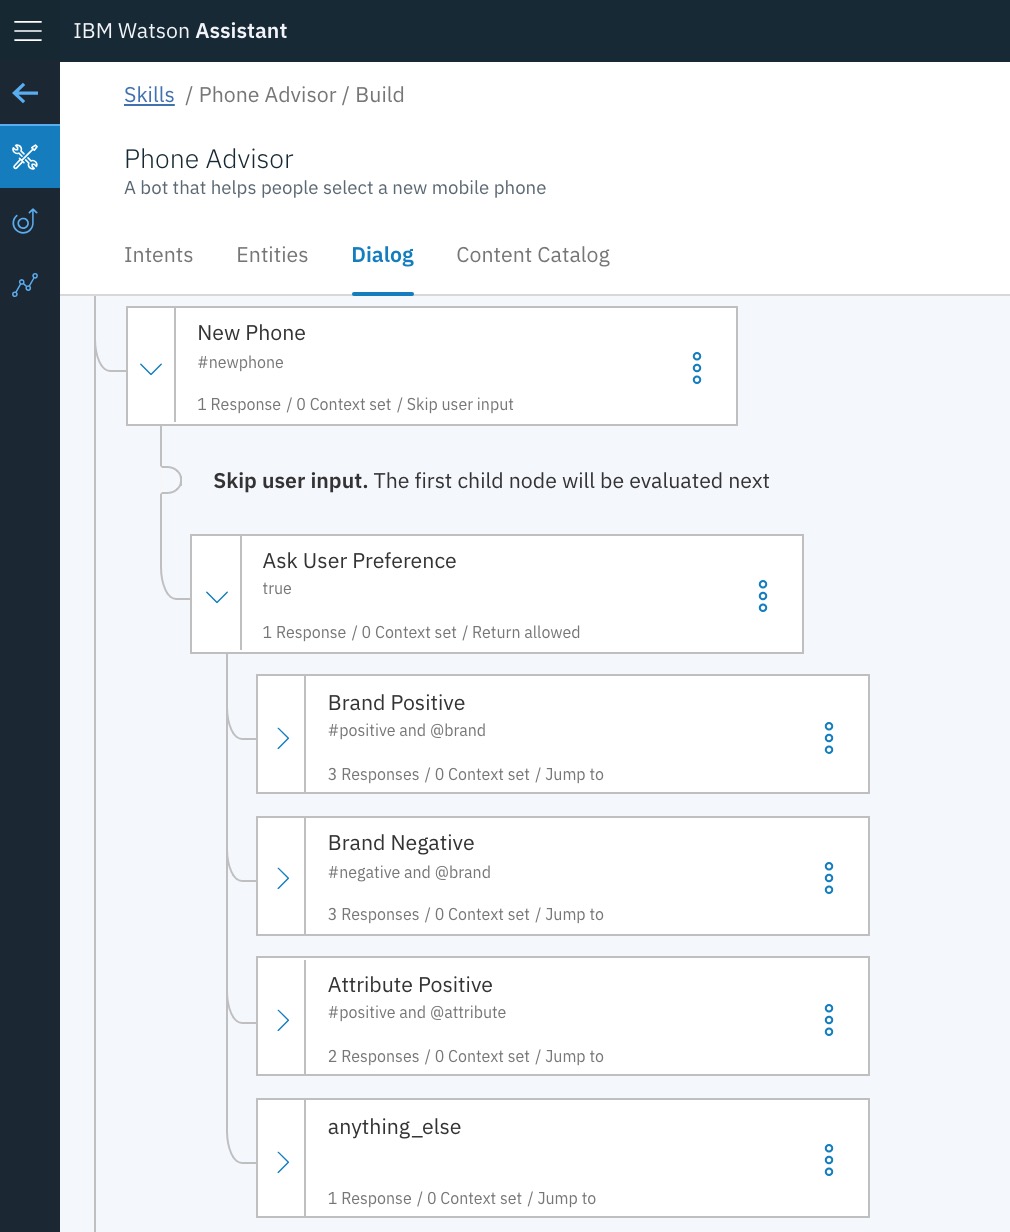 IBM Watson Assistant
Skills / Phone Advisor / Build
Phone Advisor
A bot that helps people select a new mobile phone
Intents Entities Dialog Content Catalog
New Phone
#newphone
1 Response / 0 Context set / Skip user input
Skip user input. The first child node will be evaluated next
Ask User Preference
true
1 Response / 0 Context set / Return allowed
Brand Positive
#positive and @brand
3 Responses / 0 Context set / Jump to
Brand Negative
#negative and @brand
3 Responses / 0 Context set / Jump to
Attribute Positive
#positive and @attribute
2 Responses / 0 Context set / Jump to
anything_else
1 Response / 0 Context set / Jump to